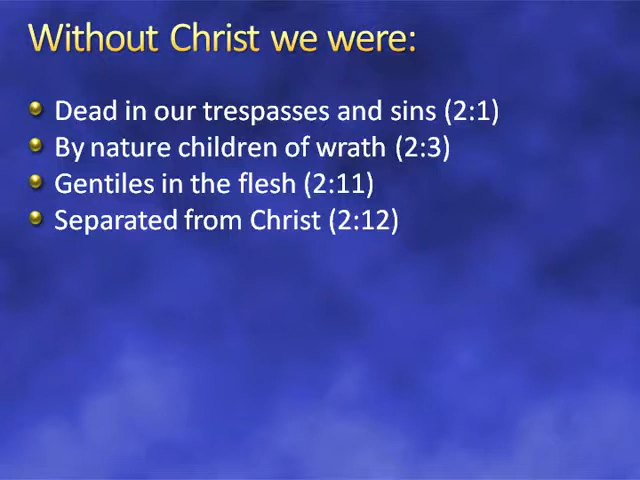 Without Christ we were:
Dead in our trespasses and sins (2:1)
By nature children of wrath (2:3)
Gentiles in the flesh (2:11)
Separated from Christ (2:12)